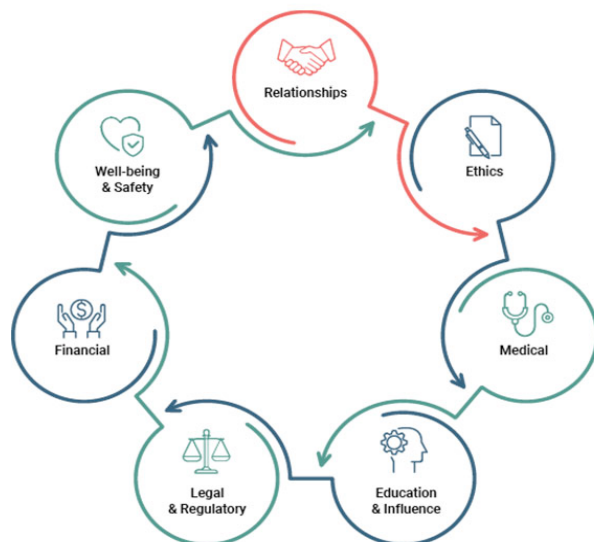 Relationships
Ethics
Medical
Education
& Influence
Legal
& Regulatory
Financial
Well-being
& Safety
$